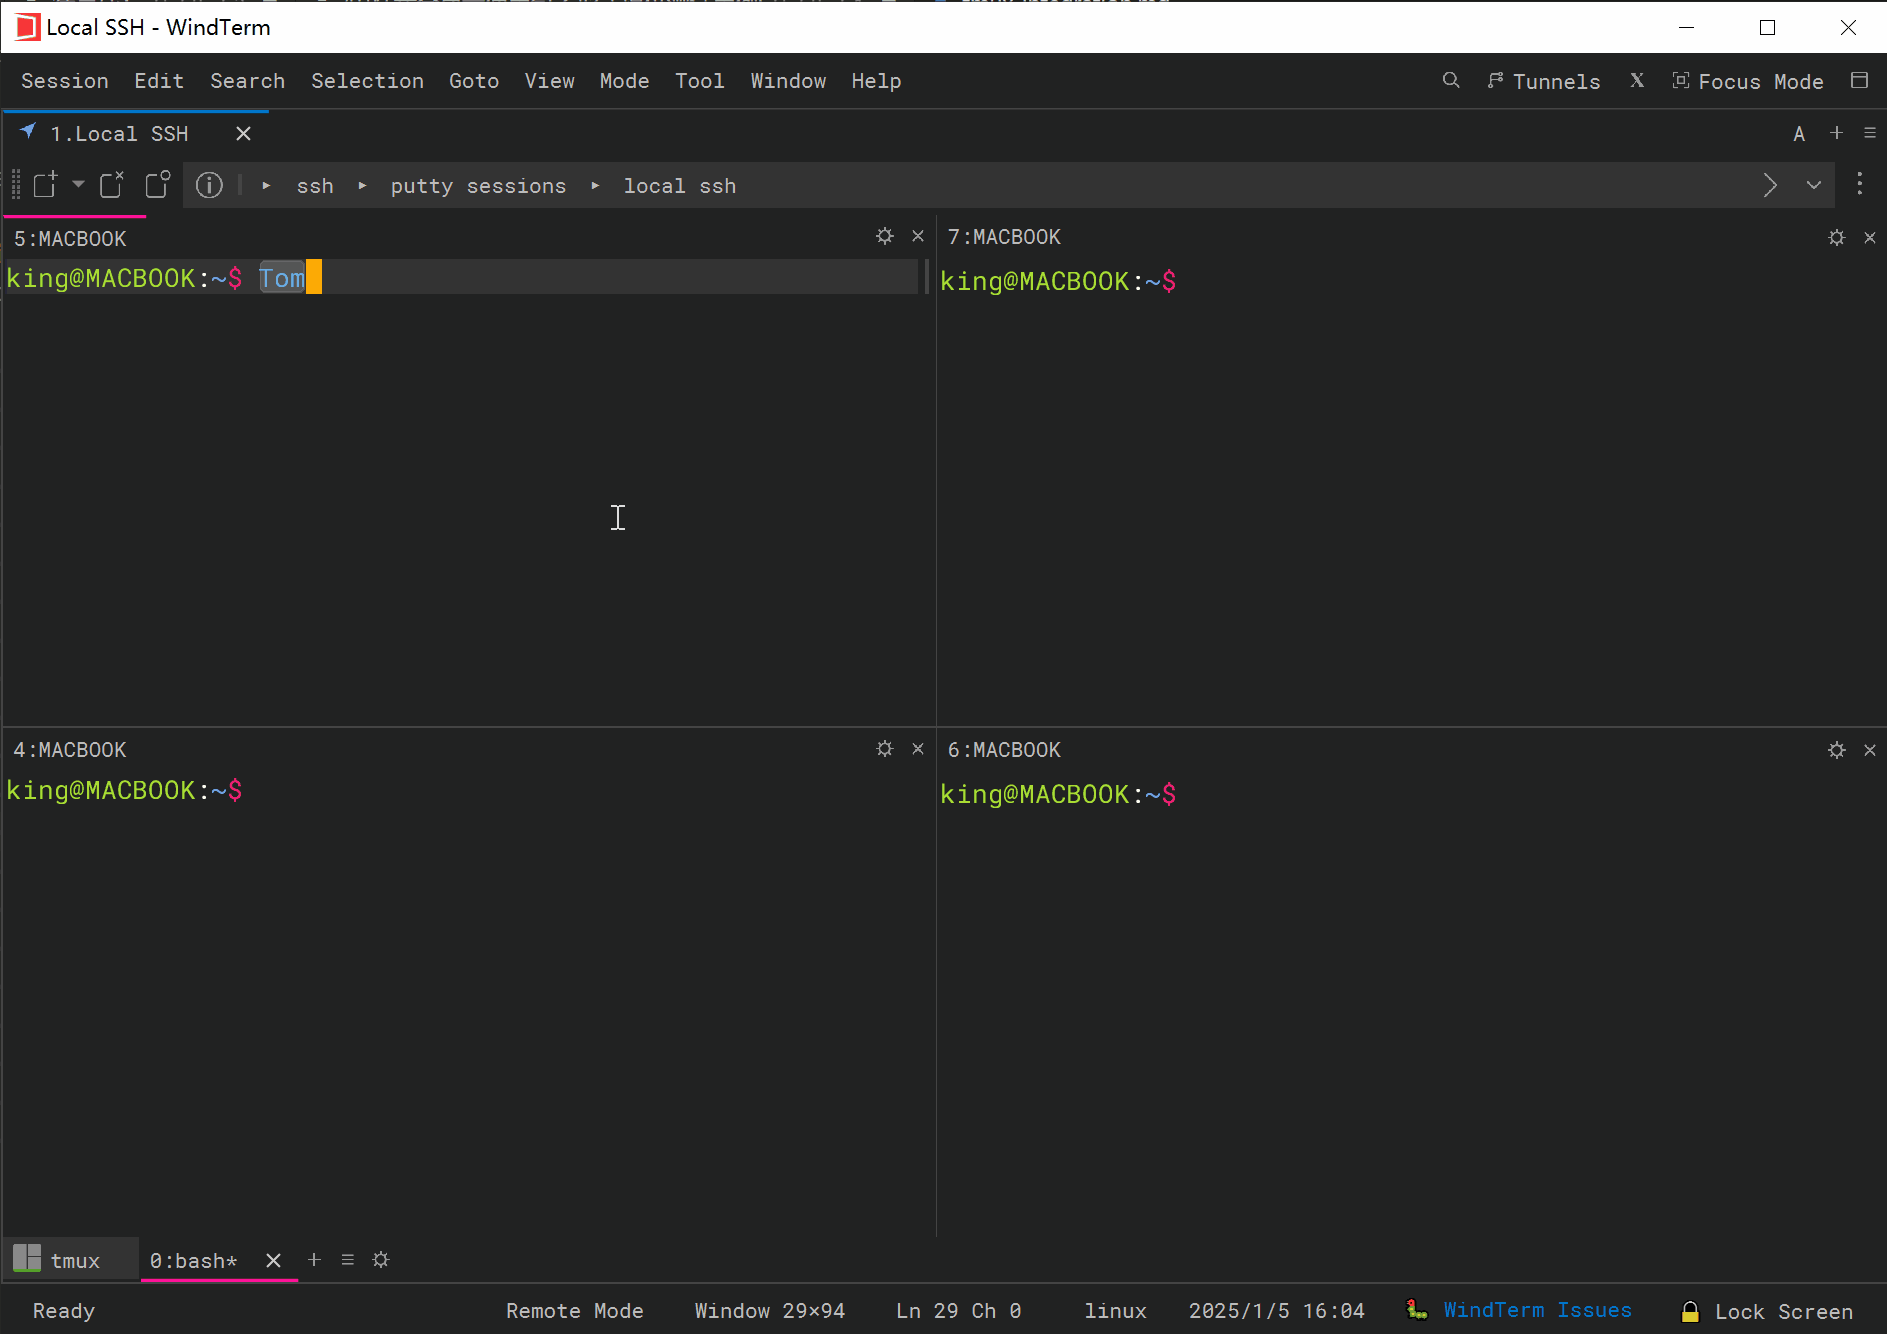 Local SSH - WindTerm
Session Edit Search Selection Goto View Mode Tool Window Help Tunnels X Focus Mode
1.Local SSH A
ssh ▸ putty sessions ▸ local ssh
5:MACBOOK
king@MACBOOK:~$ Tom
7:MACBOOK
king@MACBOOK:~$
4:MACBOOK
king@MACBOOK:~$
6:MACBOOK
king@MACBOOK:~$
tmux 0:bash*
Ready Remote Mode Window 29×94 Ln 29 Ch 0 linux 2025/1/5 16:04 WindTerm Issues Lock Screen